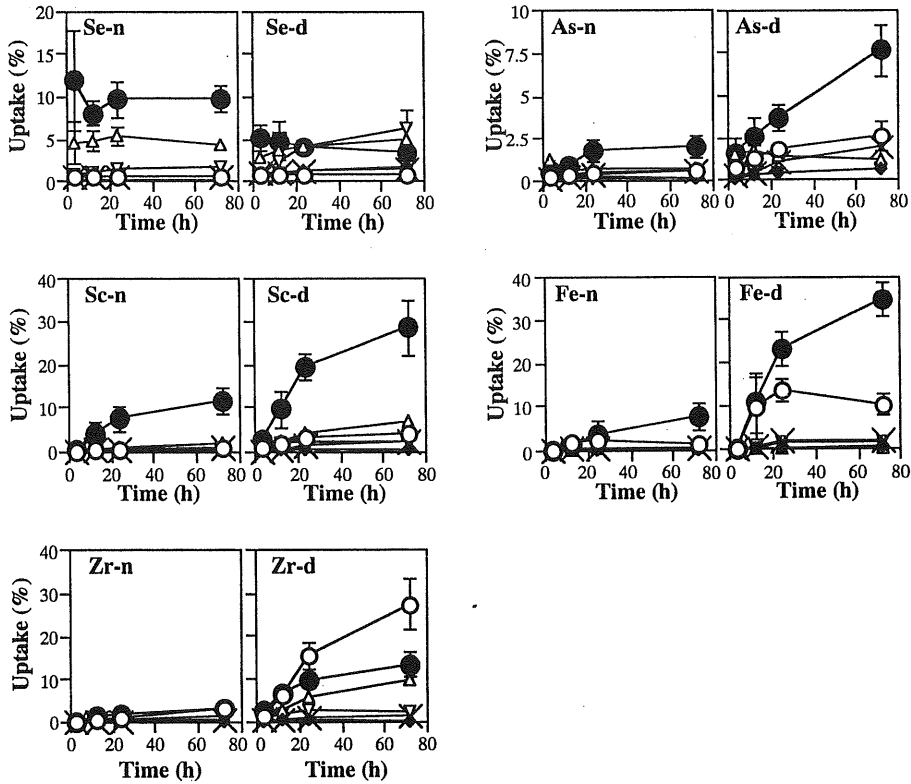 Se-n
Se-d
Uptake (%)
20
15
10
5
0
0 20 40 60 80
0 20 40 60 80
Time (h)
Time (h)
As-n
As-d
Uptake (%)
10
7.5
5
2.5
0
0 20 40 60 80
0 20 40 60 80
Time (h)
Time (h)
Sc-n
Sc-d
Uptake (%)
40
30
20
10
0
0 20 40 60 80
0 20 40 60 80
Time (h)
Time (h)
Fe-n
Fe-d
Uptake (%)
40
30
20
10
0
0 20 40 60 80
0 20 40 60 80
Time (h)
Time (h)
Zr-n
Zr-d
Uptake (%)
40
30
20
10
0
0 20 40 60 80
0 20 40 60 80
Time (h)
Time (h)